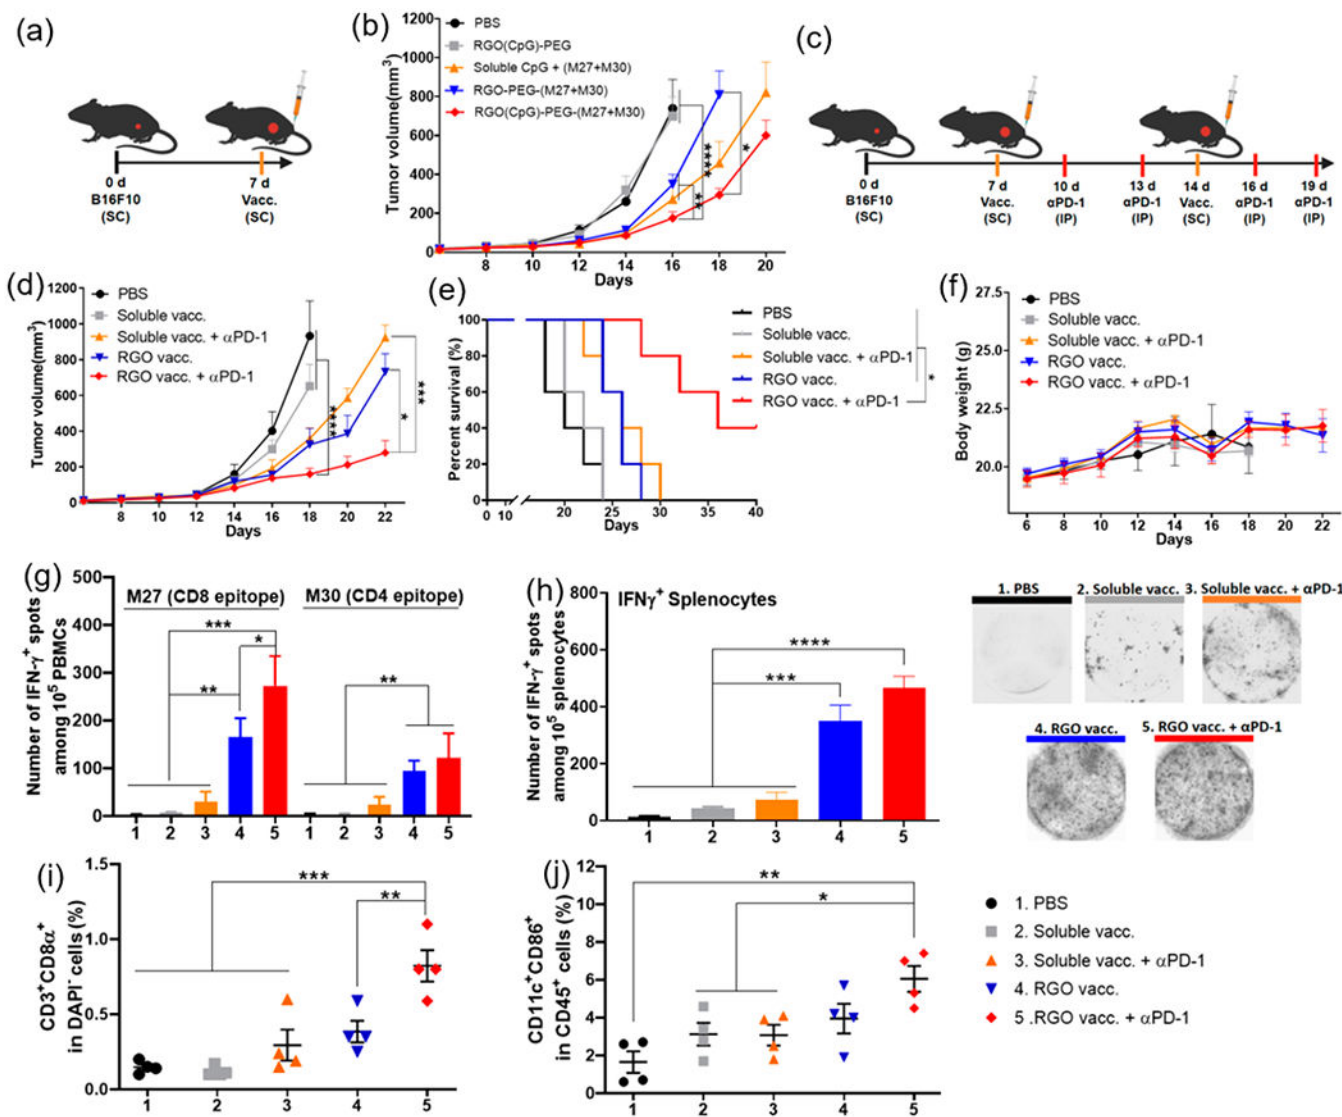 (a)
0 d
B16F10
(SC)
7 d
Vacc.
(SC)
(b)
Tumor volume(mm³)
1200
1000
800
600
400
200
0
PBS
RGO(CpG)-PEG
Soluble CpG + (M27+M30)
RGO-PEG-(M27+M30)
RGO(CpG)-PEG-(M27+M30)
**
****
*
8 10 12 14 16 18 20
Days
(c)
0 d
B16F10
(SC)
7 d
Vacc.
(SC)
10 d
αPD-1
(IP)
13 d
αPD-1
(IP)
14 d
Vacc.
(SC)
16 d
αPD-1
(IP)
19 d
αPD-1
(IP)
(d)
Tumor volume(mm³)
1200
1000
800
600
400
200
0
PBS
Soluble vacc.
Soluble vacc. + αPD-1
RGO vacc.
RGO vacc. + αPD-1
****
*
***
8 10 12 14 16 18 20 22
Days
(e)
Percent survival (%)
100
80
60
40
20
0
PBS
Soluble vacc.
Soluble vacc. + αPD-1
RGO vacc.
RGO vacc. + αPD-1
*
0 10 20 30 40
Days
(f)
Body weight (g)
27.5
25.0
22.5
20.0
PBS
Soluble vacc.
Soluble vacc. + αPD-1
RGO vacc.
RGO vacc. + αPD-1
6 8 10 12 14 16 18 20 22
Days
(g)
Number of IFN-γ⁺ spots
among 10⁵ PBMCs
500
400
300
200
100
0
M27 (CD8 epitope) M30 (CD4 epitope)
***
*
**
**
1 2 3 4 5 1 2 3 4 5
(h)
Number of IFN-γ⁺ spots
among 10⁵ splenocytes
800
600
400
200
0
IFNγ⁺ Splenocytes
****
***
1 2 3 4 5
1. PBS
2. Soluble vacc.
3. Soluble vacc. + αPD-1
4. RGO vacc.
5. RGO vacc. + αPD-1
(i)
CD3⁺CD8α⁺
in DAPI⁻ cells (%)
1.5
1.0
0.5
0.0
***
**
1 2 3 4 5
(j)
CD11c⁺CD86⁺
in CD45⁺ cells (%)
12
10
8
6
4
2
0
**
*
1 2 3 4 5
1. PBS
2. Soluble vacc.
3. Soluble vacc. + αPD-1
4. RGO vacc.
5 .RGO vacc. + αPD-1